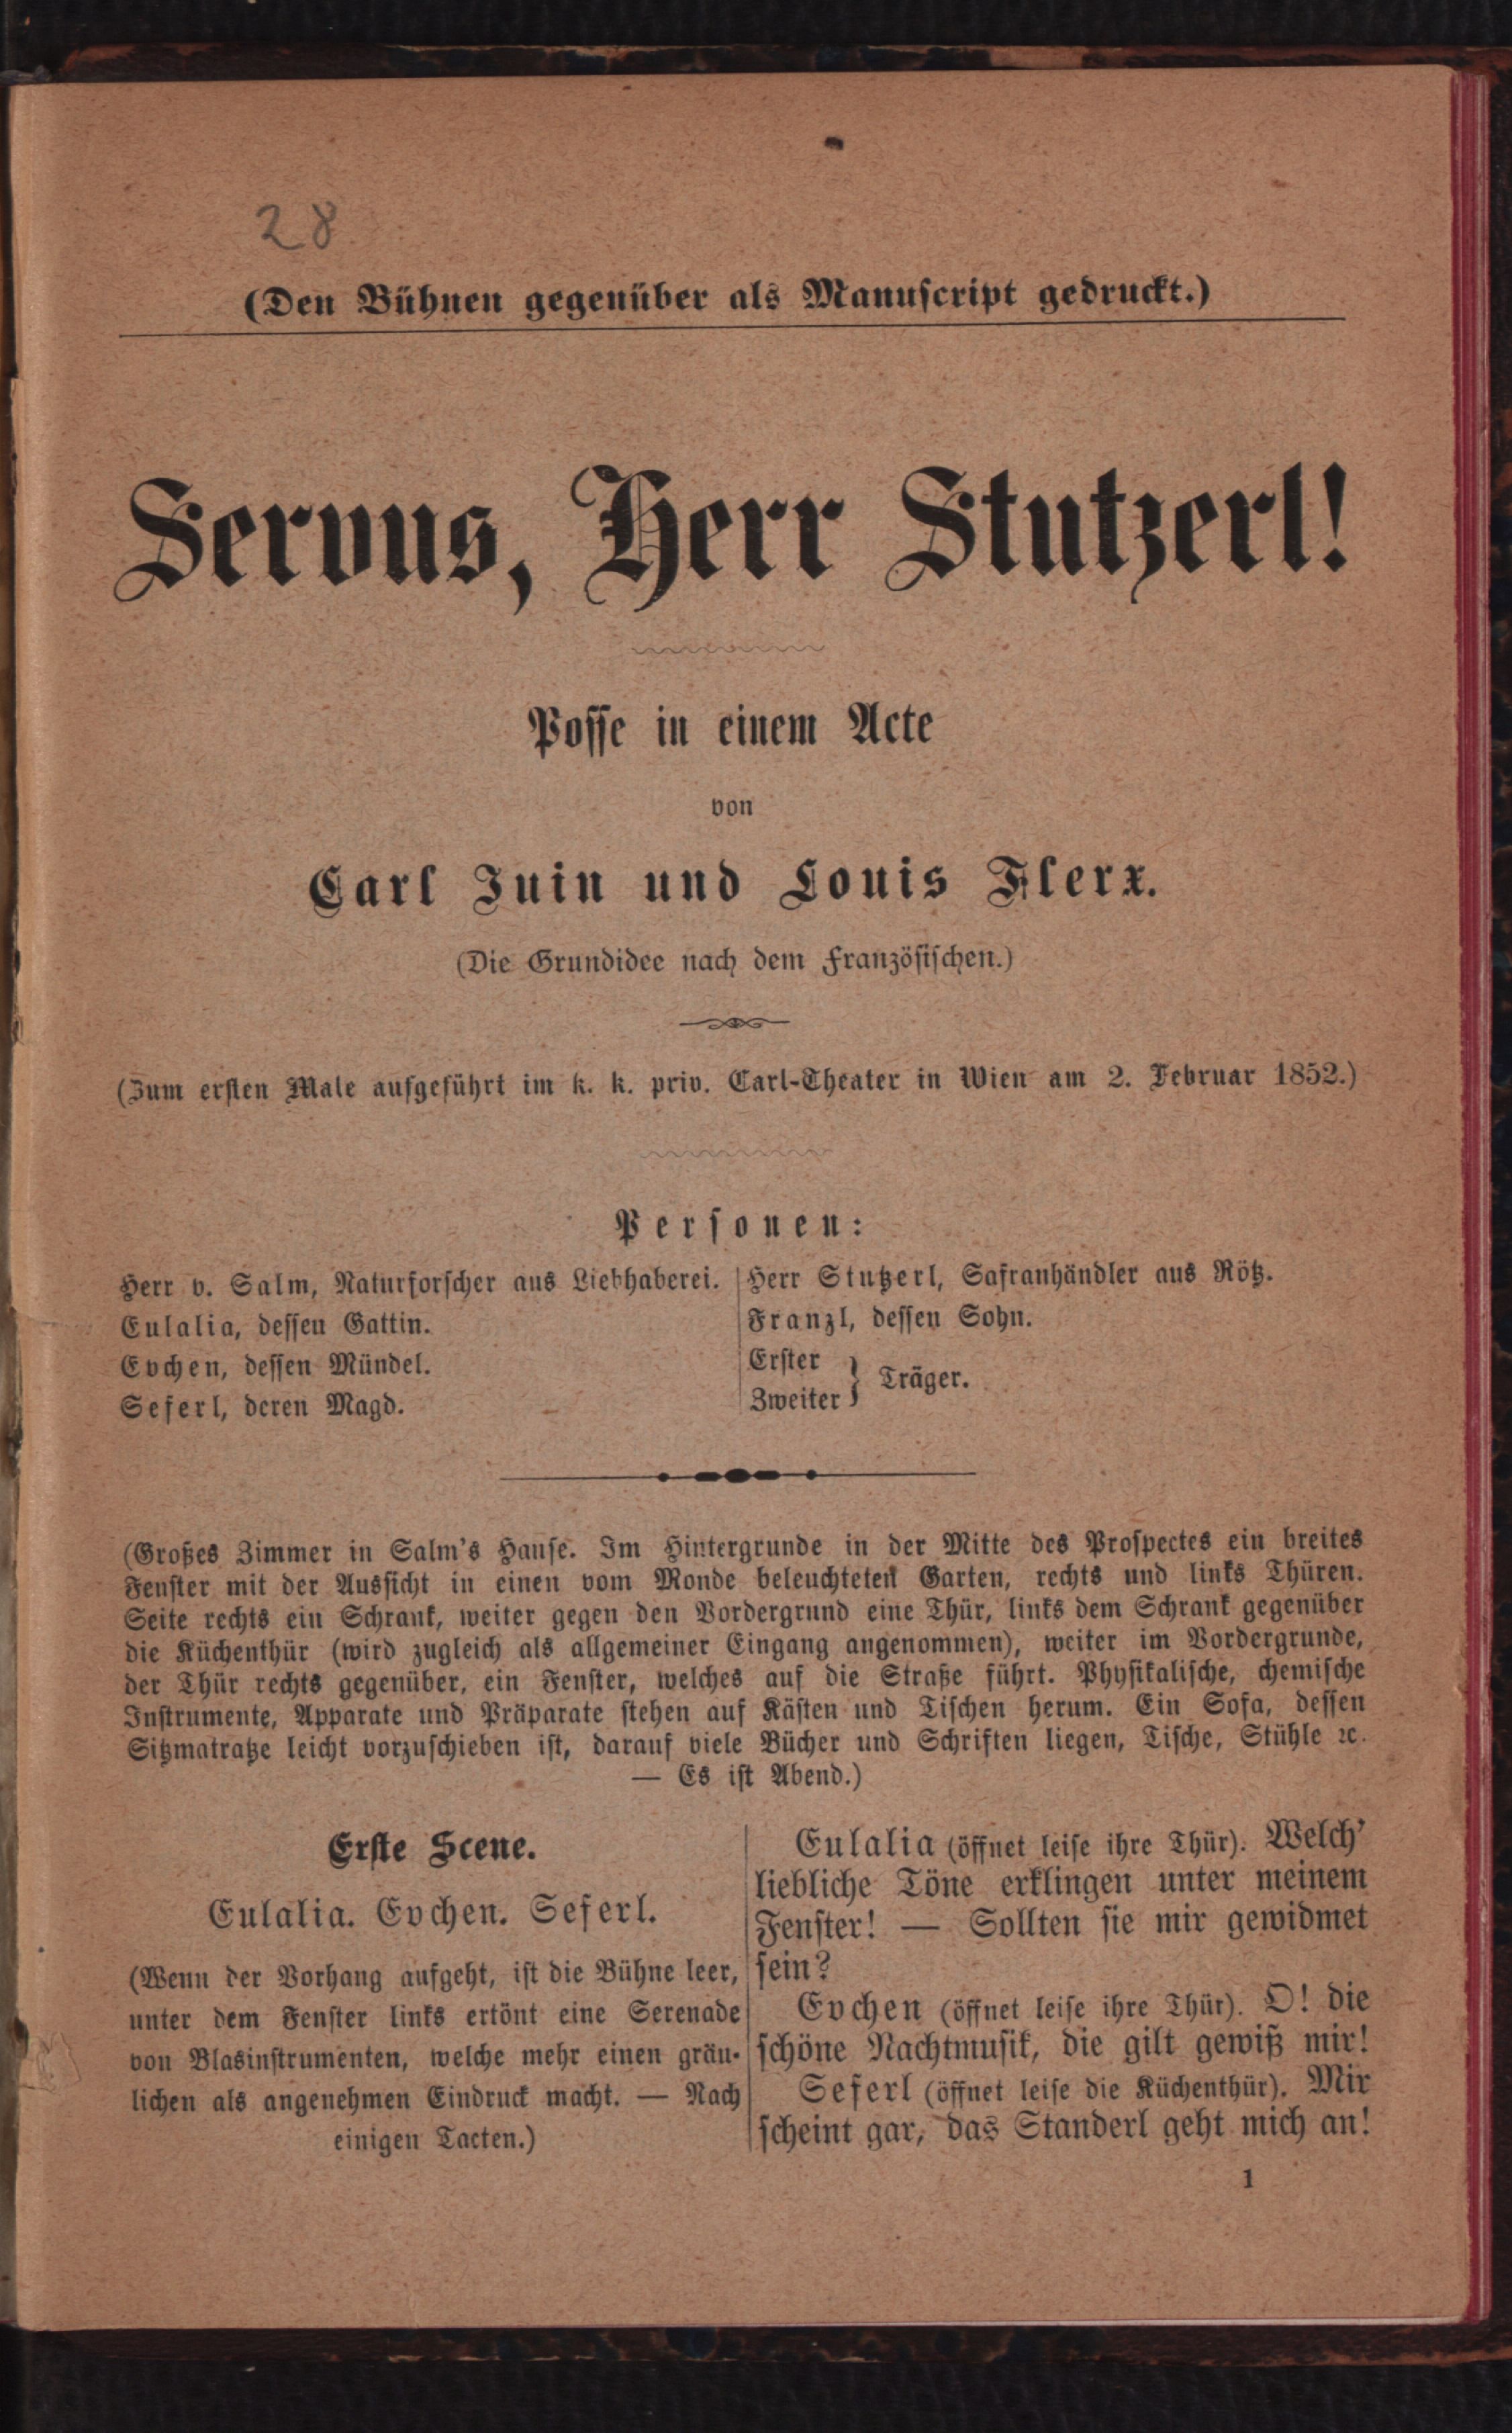 28
(Den Bühnen gegenüber als Manuscript gedruckt.)
Servus, Herr Stutzerl!
Posse in einem Acte
von
Carl Juin und Louis Flerx.
(Die Grundidee nach dem Französischen.)
(Zum ersten Male aufgeführt im k. k. priv. Carl-Theater in Wien am 2. Februar 1852.)
Personen:
Herr v. Salm, Naturforscher aus Liebhaberei.
Eulalia, dessen Gattin.
Evchen, dessen Mündel.
Seferl, deren Magd.
Herr Stutzerl, Safranhändler aus Rötz.
Franzl, dessen Sohn.
Erster
Zweiter } Träger.
(Großes Zimmer in Salm's Hause. Im Hintergrunde in der Mitte des Prospectes ein breites
Fenster mit der Aussicht in einen vom Monde beleuchteten Garten, rechts und links Thüren.
Seite rechts ein Schrank, weiter gegen den Vordergrund eine Thür, links dem Schrank gegenüber
die Küchenthür (wird zugleich als allgemeiner Eingang angenommen), weiter im Vordergrunde,
der Thür rechts gegenüber, ein Fenster, welches auf die Straße führt. Physikalische, chemische
Instrumente, Apparate und Präparate stehen auf Kästen und Tischen herum. Ein Sofa, dessen
Sitzmatratze leicht vorzuschieben ist, darauf viele Bücher und Schriften liegen, Tische, Stühle ꝛc.
— Es ist Abend.)
Erste Scene.
Eulalia. Evchen. Seferl.
(Wenn der Vorhang aufgeht, ist die Bühne leer,
unter dem Fenster links ertönt eine Serenade
von Blasinstrumenten, welche mehr einen gräu-
lichen als angenehmen Eindruck macht. — Nach
einigen Tacten.)
Eulalia (öffnet leise ihre Thür). Welch'
liebliche Töne erklingen unter meinem
Fenster! — Sollten sie mir gewidmet
sein?
Evchen (öffnet leise ihre Thür). O! die
schöne Nachtmusik, die gilt gewiß mir!
Seferl (öffnet leise die Küchenthür). Mir
scheint gar, das Standerl geht mich an!
1